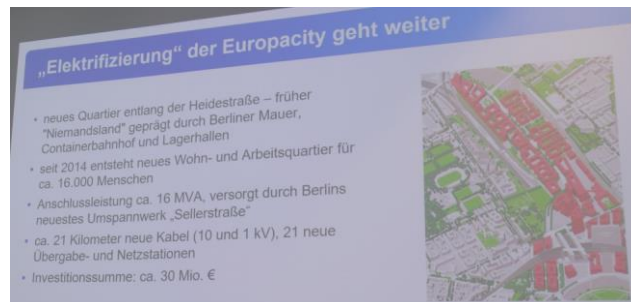 „Elektrifizierung“ der Europacity geht weiter
• neues Quartier entlang der Heidestraße – früher
"Niemandsland" geprägt durch Berliner Mauer,
Containerbahnhof und Lagerhallen
• seit 2014 entsteht neues Wohn- und Arbeitsquartier für
ca. 16.000 Menschen
• Anschlussleistung ca. 16 MVA, versorgt durch Berlins
neuestes Umspannwerk „Sellerstraße“
• ca. 21 Kilometer neue Kabel (10 und 1 kV), 21 neue
Übergabe- und Netzstationen
• Investitionssumme: ca. 30 Mio. €